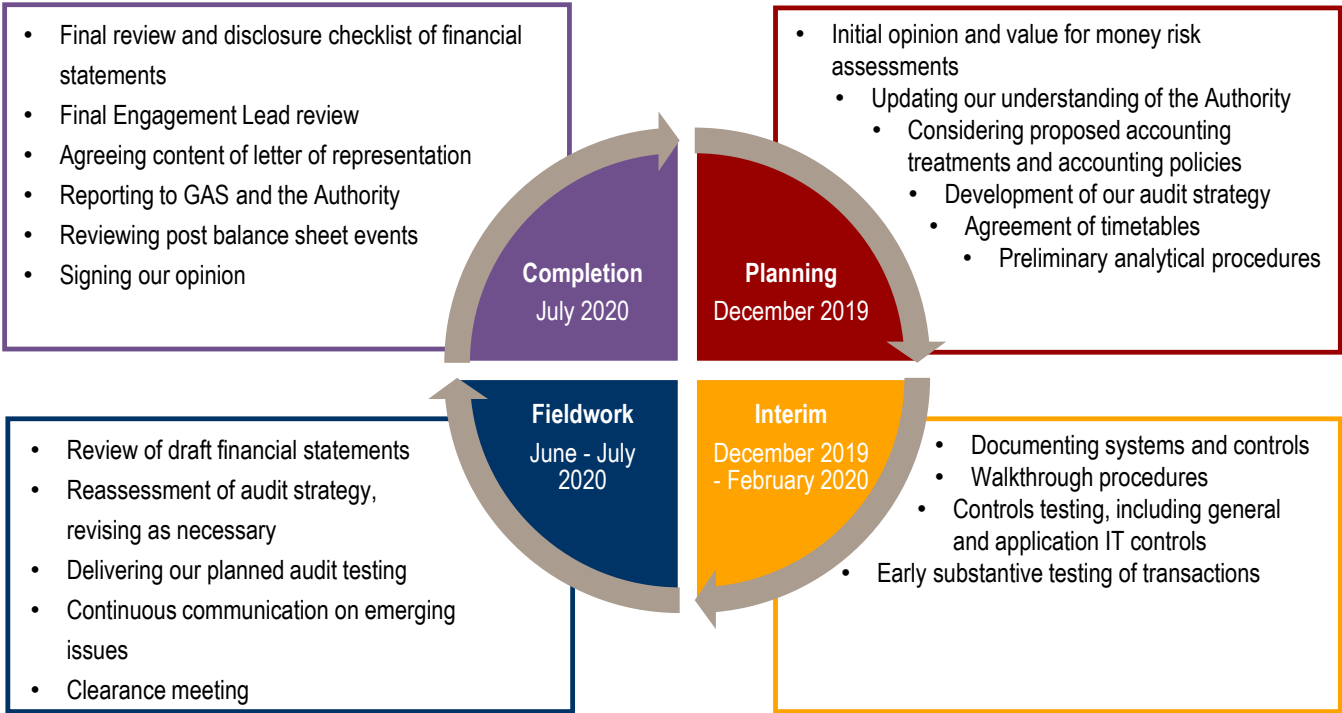 • Final review and disclosure checklist of financial
statements
• Final Engagement Lead review
• Agreeing content of letter of representation
• Reporting to GAS and the Authority
• Reviewing post balance sheet events
• Signing our opinion
Completion
July 2020
• Initial opinion and value for money risk
assessments
• Updating our understanding of the Authority
• Considering proposed accounting
treatments and accounting policies
• Development of our audit strategy
• Agreement of timetables
• Preliminary analytical procedures
Planning
December 2019
• Review of draft financial statements
• Reassessment of audit strategy,
revising as necessary
• Delivering our planned audit testing
• Continuous communication on emerging
issues
• Clearance meeting
Fieldwork
June - July
2020
Interim
December 2019
- February 2020
• Documenting systems and controls
• Walkthrough procedures
• Controls testing, including general
and application IT controls
• Early substantive testing of transactions